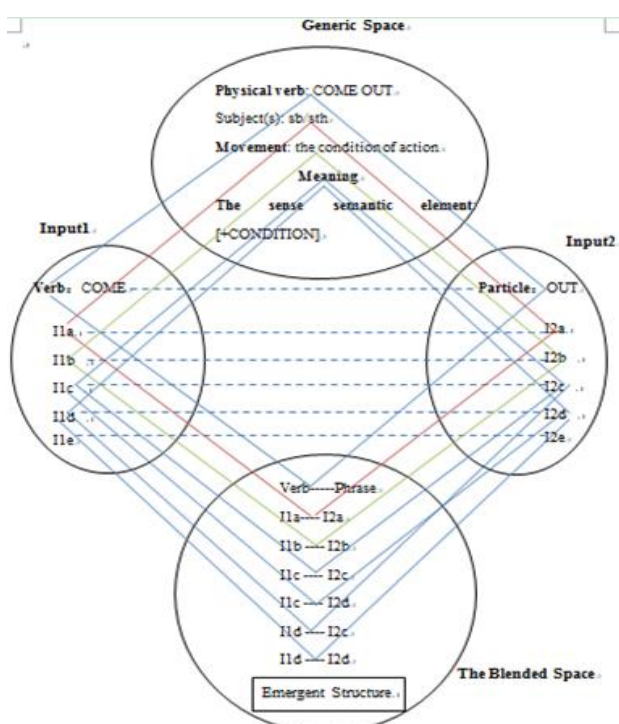 Generic Space
Physical verb: COME OUT
Subject(s): sb/sth
Movement: the condition of action
Meaning
The sense semantic element
[+CONDITION]
Input1
Input2
Verb: COME
Particle: OUT
I1a
I2a
I1b
I2b
I1c
I2c
I1d
I2d
I1e
I2e
Verb-----Phrase
I1a---- I2a
I1b ---- I2b
I1c ---- I2c
I1c ---- I2d
I1d ---- I2c
I1d ---- I2d
The Blended Space
Emergent Structure